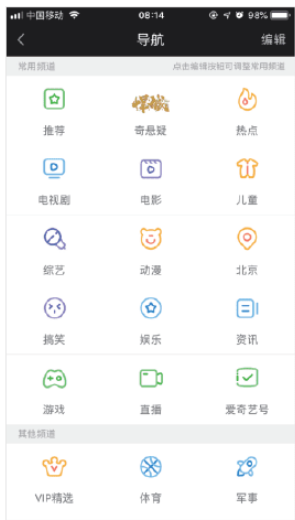 中国移动 08:14 98%
导航 编辑
常用频道 点击编辑按钮可调整常用频道
推荐 奇悬疑 热点
电视剧 电影 儿童
综艺 动漫 北京
搞笑 娱乐 资讯
游戏 直播 爱奇艺号
其他频道
VIP精选 体育 军事